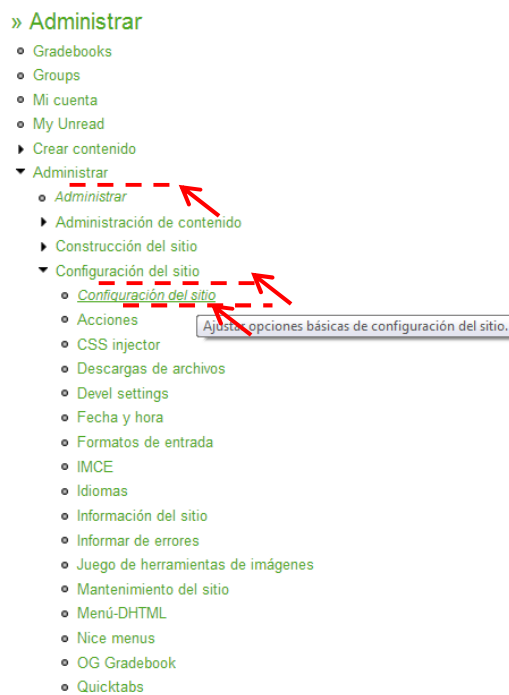 » Administrar
Gradebooks
Groups
Mi cuenta
My Unread
Crear contenido
Administrar
Administrar
Administración de contenido
Construcción del sitio
Configuración del sitio
Configuración del sitio
Acciones
Ajustar opciones básicas de configuración del sitio.
CSS injector
Descargas de archivos
Devel settings
Fecha y hora
Formatos de entrada
IMCE
Idiomas
Información del sitio
Informar de errores
Juego de herramientas de imágenes
Mantenimiento del sitio
Menú-DHTML
Nice menus
OG Gradebook
Quicktabs